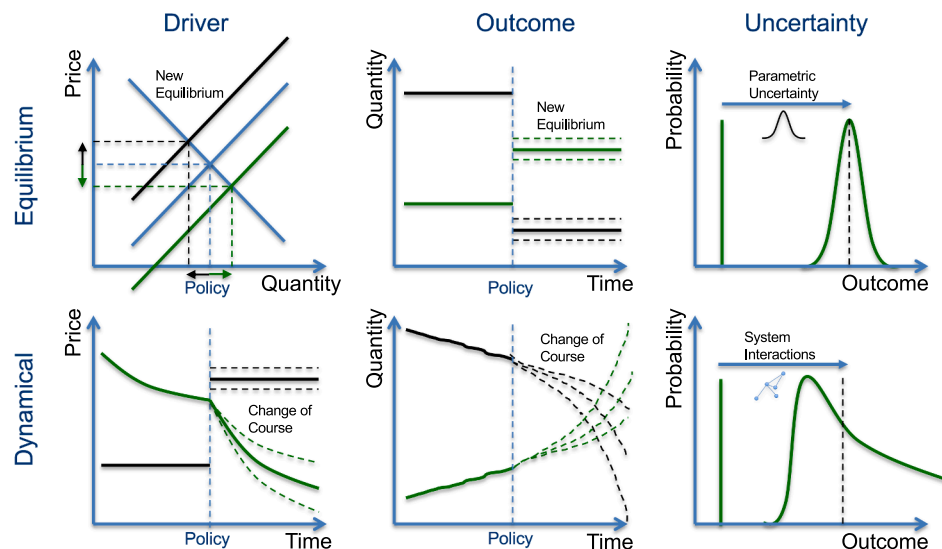 Driver
Outcome
Uncertainty
Equilibrium
Price
New
Equilibrium
Policy
Quantity
Quantity
New
Equilibrium
Policy
Time
Probability
Parametric
Uncertainty
Outcome
Dynamical
Price
Change of
Course
Policy
Time
Quantity
Change of
Course
Policy
Time
Probability
System
Interactions
Outcome